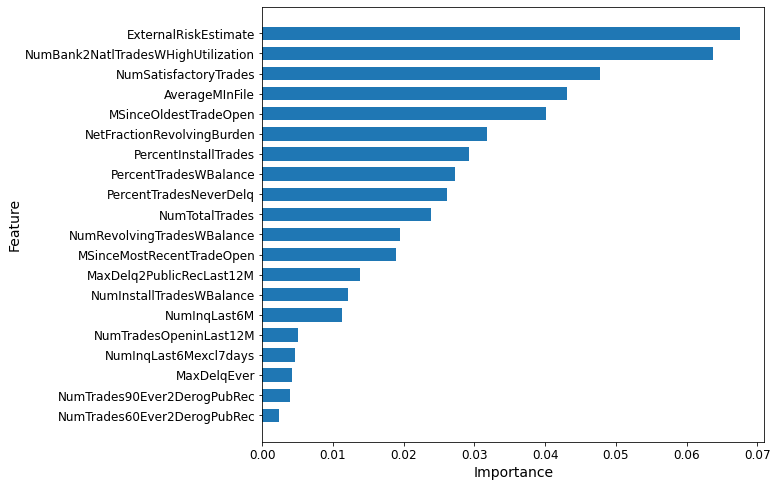 ExternalRiskEstimate
NumBank2NatlTradesWHighUtilization
NumSatisfactoryTrades
AverageMInFile
MSinceOldestTradeOpen
NetFractionRevolvingBurden
PercentInstallTrades
PercentTradesWBalance
PercentTradesNeverDelq
NumTotalTrades
NumRevolvingTradesWBalance
MSinceMostRecentTradeOpen
MaxDelq2PublicRecLast12M
NumInstallTradesWBalance
NumInqLast6M
NumTradesOpeninLast12M
NumInqLast6Mexcl7days
MaxDelqEver
NumTrades90Ever2DerogPubRec
NumTrades60Ever2DerogPubRec
Feature
0.00 0.01 0.02 0.03 0.04 0.05 0.06 0.07
Importance